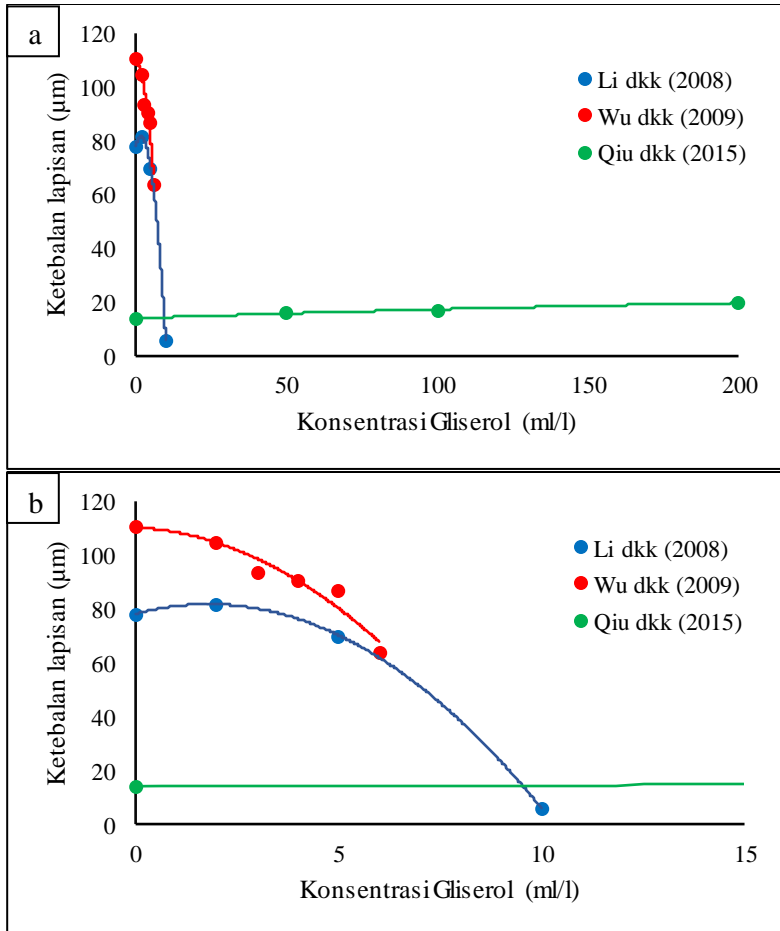 a
120
100
80
60
40
20
0
Ketebalan lapisan (µm)
Li dkk (2008)
Wu dkk (2009)
Qiu dkk (2015)
0 50 100 150 200
Konsentrasi Gliserol (ml/l)
b
120
100
80
60
40
20
0
Ketebalan lapisan (µm)
Li dkk (2008)
Wu dkk (2009)
Qiu dkk (2015)
0 5 10 15
Konsentrasi Gliserol (ml/l)